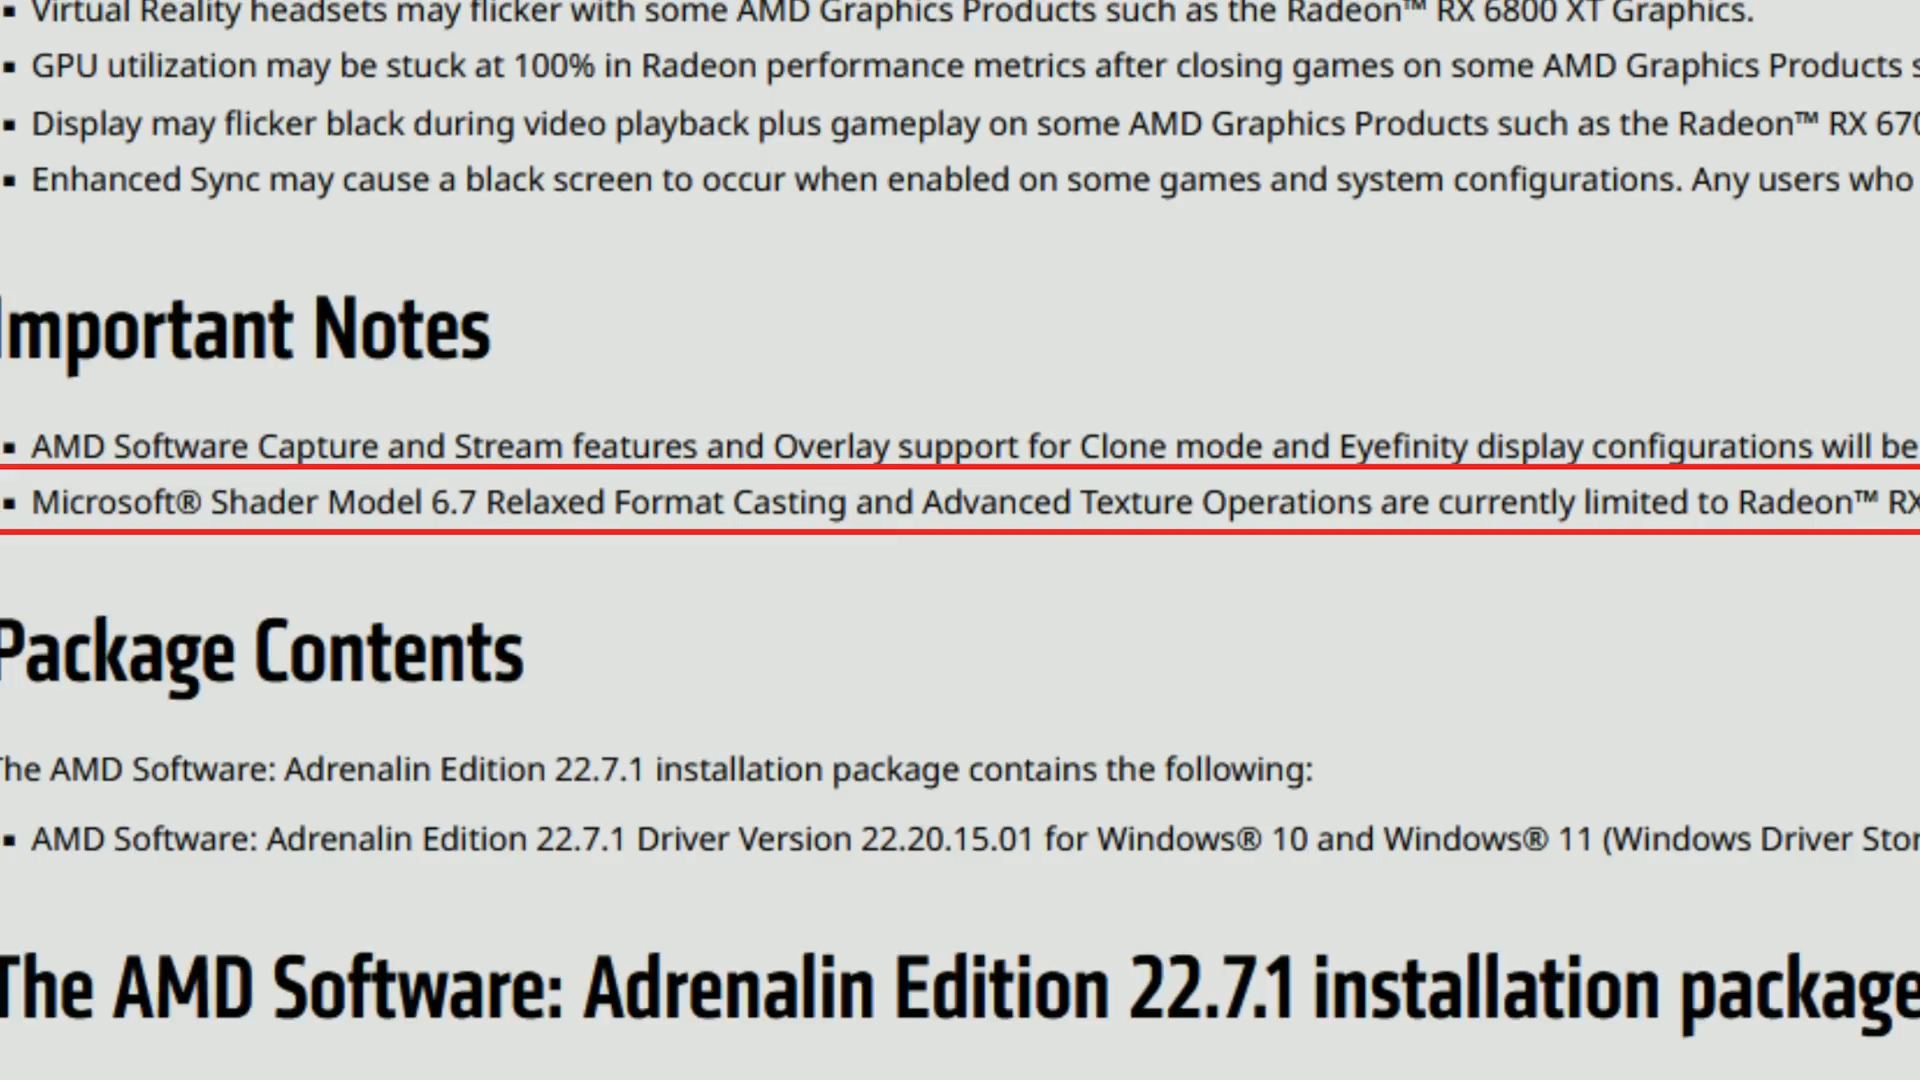 Virtual Reality headsets may flicker with some AMD Graphics Products such as the Radeon™ RX 6800 XT Graphics.
GPU utilization may be stuck at 100% in Radeon performance metrics after closing games on some AMD Graphics Products
Display may flicker black during video playback plus gameplay on some AMD Graphics Products such as the Radeon™ RX 670
Enhanced Sync may cause a black screen to occur when enabled on some games and system configurations. Any users who
Important Notes
AMD Software Capture and Stream features and Overlay support for Clone mode and Eyefinity display configurations will be
Microsoft® Shader Model 6.7 Relaxed Format Casting and Advanced Texture Operations are currently limited to Radeon™ RX
Package Contents
The AMD Software: Adrenalin Edition 22.7.1 installation package contains the following:
AMD Software: Adrenalin Edition 22.7.1 Driver Version 22.20.15.01 for Windows® 10 and Windows® 11 (Windows Driver
The AMD Software: Adrenalin Edition 22.7.1 installation package